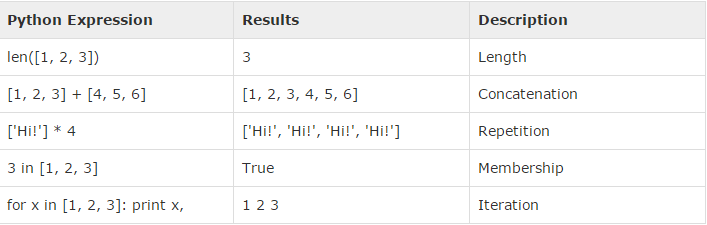 Python Expression Results Description
len([1, 2, 3]) 3 Length
[1, 2, 3] + [4, 5, 6] [1, 2, 3, 4, 5, 6] Concatenation
['Hi!'] * 4 ['Hi!', 'Hi!', 'Hi!', 'Hi!'] Repetition
3 in [1, 2, 3] True Membership
for x in [1, 2, 3]: print x, 1 2 3 Iteration